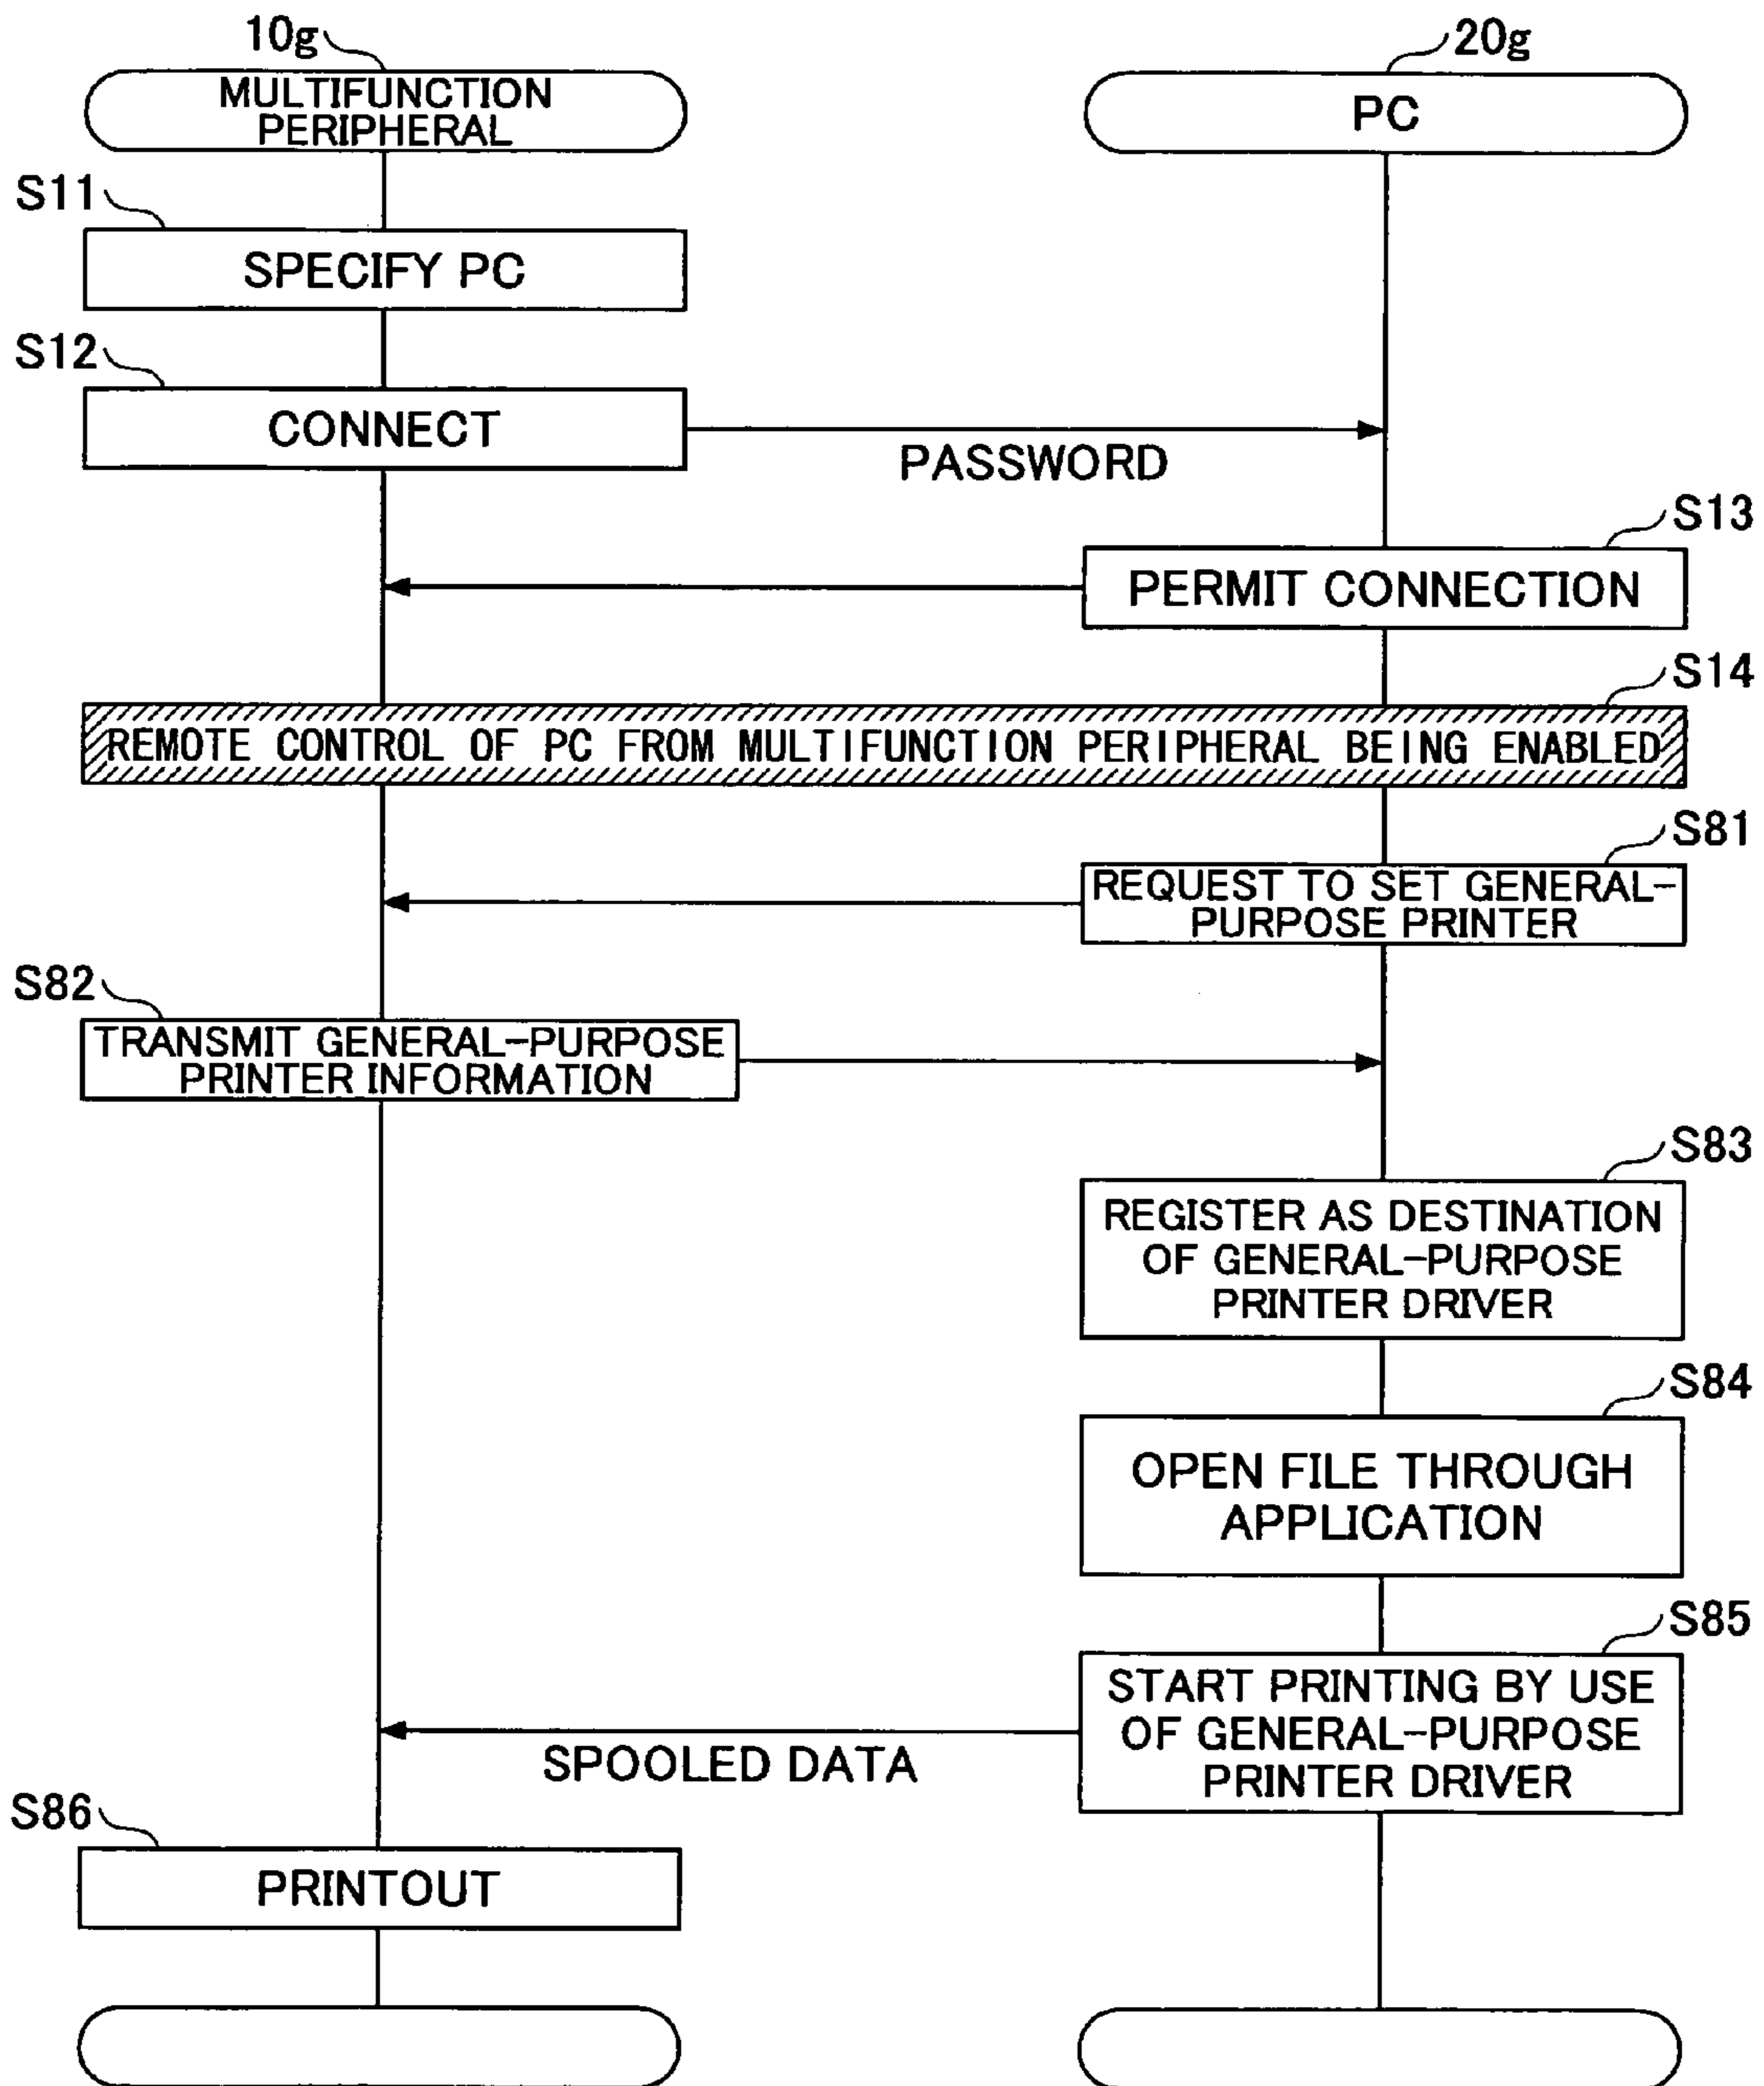 10g
20g
MULTIFUNCTION
PERIPHERAL
PC
S11
SPECIFY PC
S12
CONNECT
PASSWORD
S13
PERMIT CONNECTION
S14
REMOTE CONTROL OF PC FROM MULTIFUNCTION PERIPHERAL BEING ENABLED
S81
REQUEST TO SET GENERAL-
PURPOSE PRINTER
S82
TRANSMIT GENERAL-PURPOSE
PRINTER INFORMATION
S83
REGISTER AS DESTINATION
OF GENERAL-PURPOSE
PRINTER DRIVER
S84
OPEN FILE THROUGH
APPLICATION
S85
START PRINTING BY USE
OF GENERAL-PURPOSE
PRINTER DRIVER
SPOOLED DATA
S86
PRINTOUT